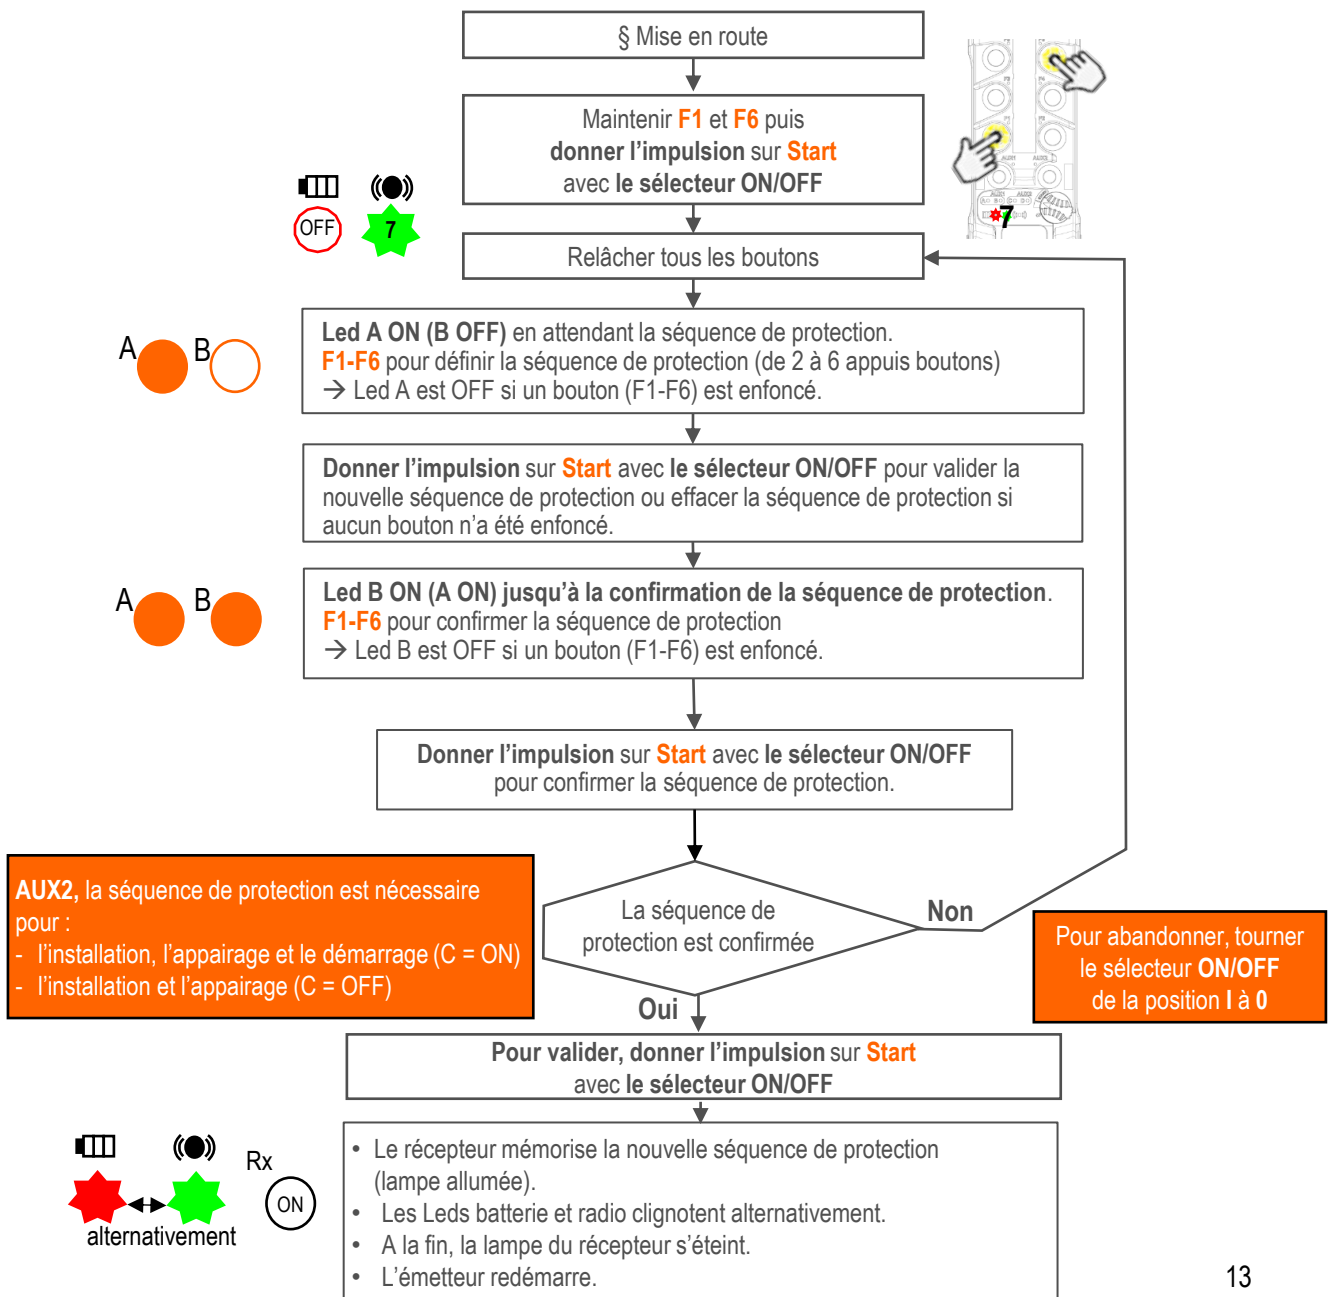 § Mise en route
Maintenir F1 et F6 puis
donner l’impulsion sur Start
avec le sélecteur ON/OFF
OFF
7
7
AUX1
AUX2
Relâcher tous les boutons
A
B
Led A ON (B OFF) en attendant la séquence de protection.
F1-F6 pour définir la séquence de protection (de 2 à 6 appuis boutons)
→ Led A est OFF si un bouton (F1-F6) est enfoncé.
Donner l’impulsion sur Start avec le sélecteur ON/OFF pour valider la
nouvelle séquence de protection ou effacer la séquence de protection si
aucun bouton n’a été enfoncé.
A
B
Led B ON (A ON) jusqu’à la confirmation de la séquence de protection.
F1-F6 pour confirmer la séquence de protection
→ Led B est OFF si un bouton (F1-F6) est enfoncé.
Donner l’impulsion sur Start avec le sélecteur ON/OFF
pour confirmer la séquence de protection.
AUX2, la séquence de protection est nécessaire
pour :
- l’installation, l’appairage et le démarrage (C = ON)
- l’installation et l’appairage (C = OFF)
La séquence de
protection est confirmée
Non
Pour abandonner, tourner
le sélecteur ON/OFF
de la position I à 0
Oui
Pour valider, donner l’impulsion sur Start
avec le sélecteur ON/OFF
Rx
ON
alternativement
• Le récepteur mémorise la nouvelle séquence de protection
(lampe allumée).
• Les Leds batterie et radio clignotent alternativement.
• A la fin, la lampe du récepteur s’éteint.
• L’émetteur redémarre.
13